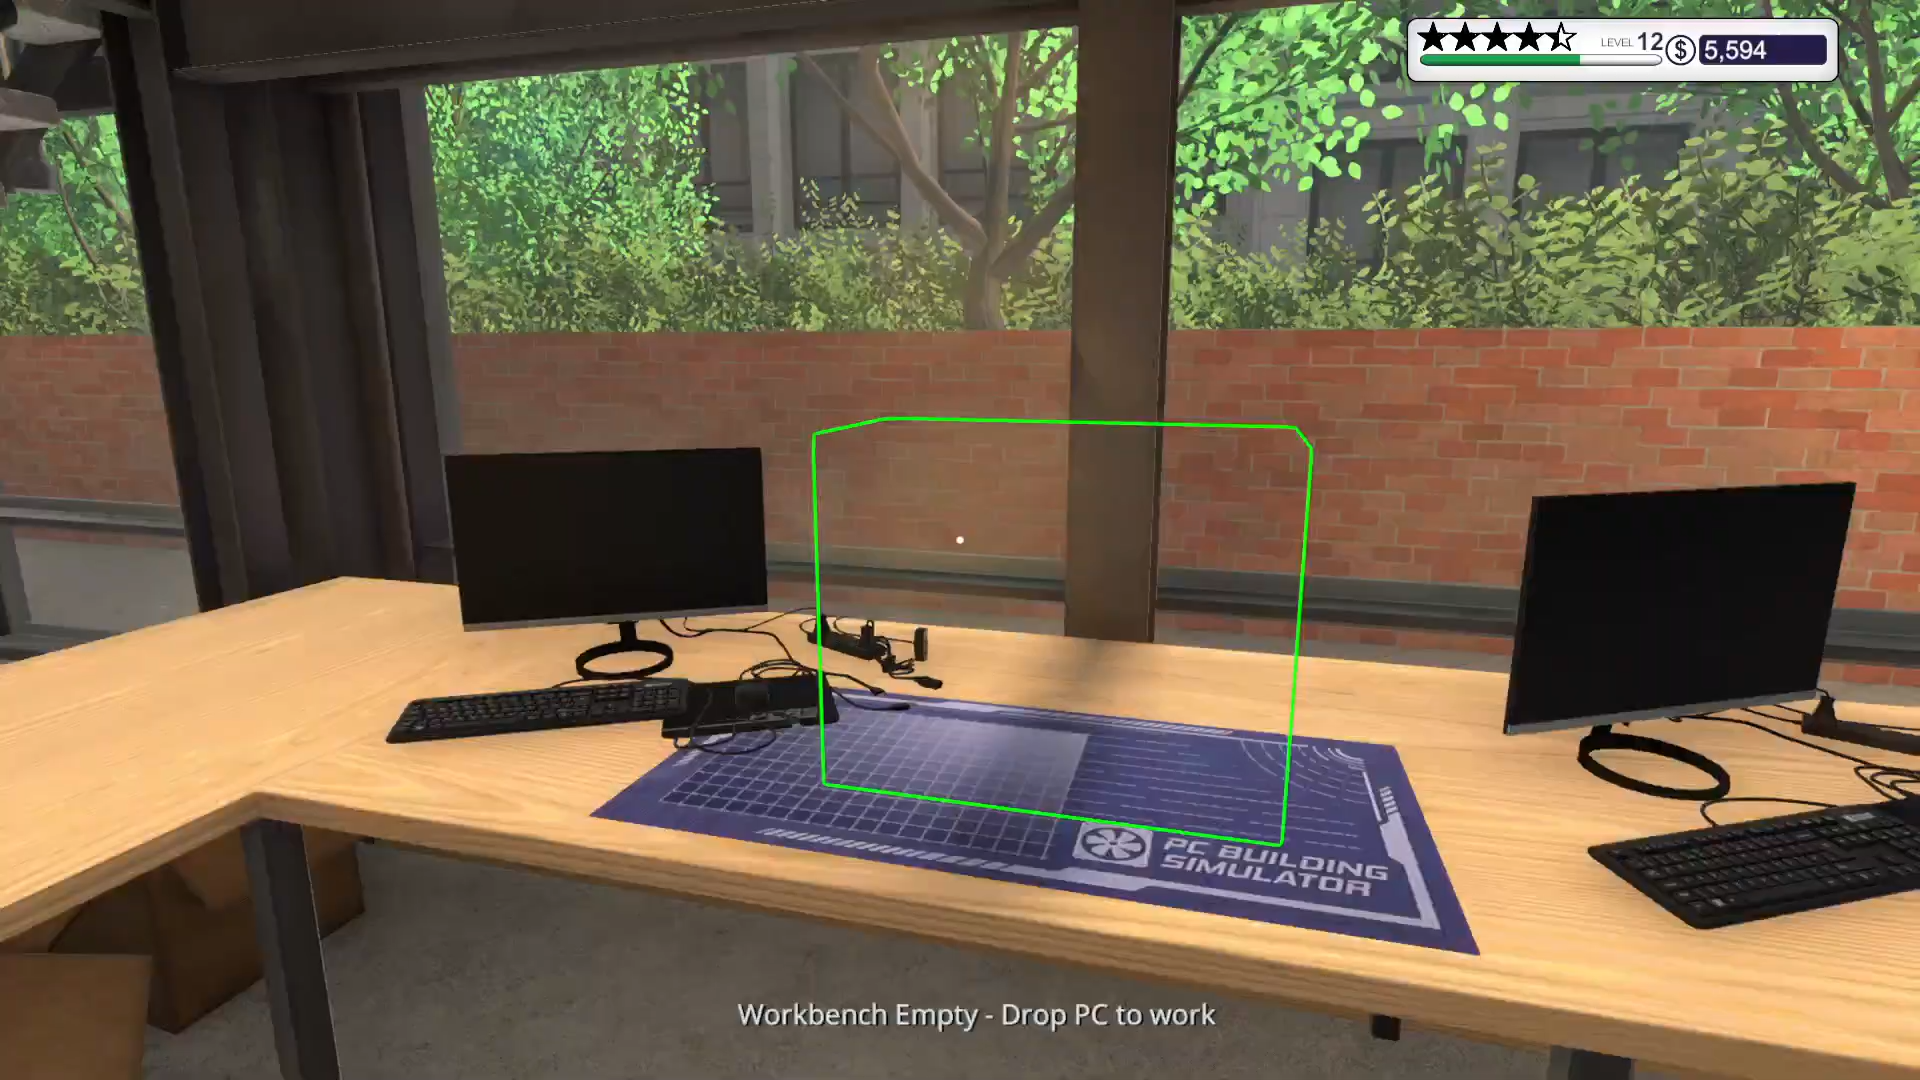 LEVEL 12
$ 5,594
PC BUILDING
SIMULATOR
Workbench Empty - Drop PC to work